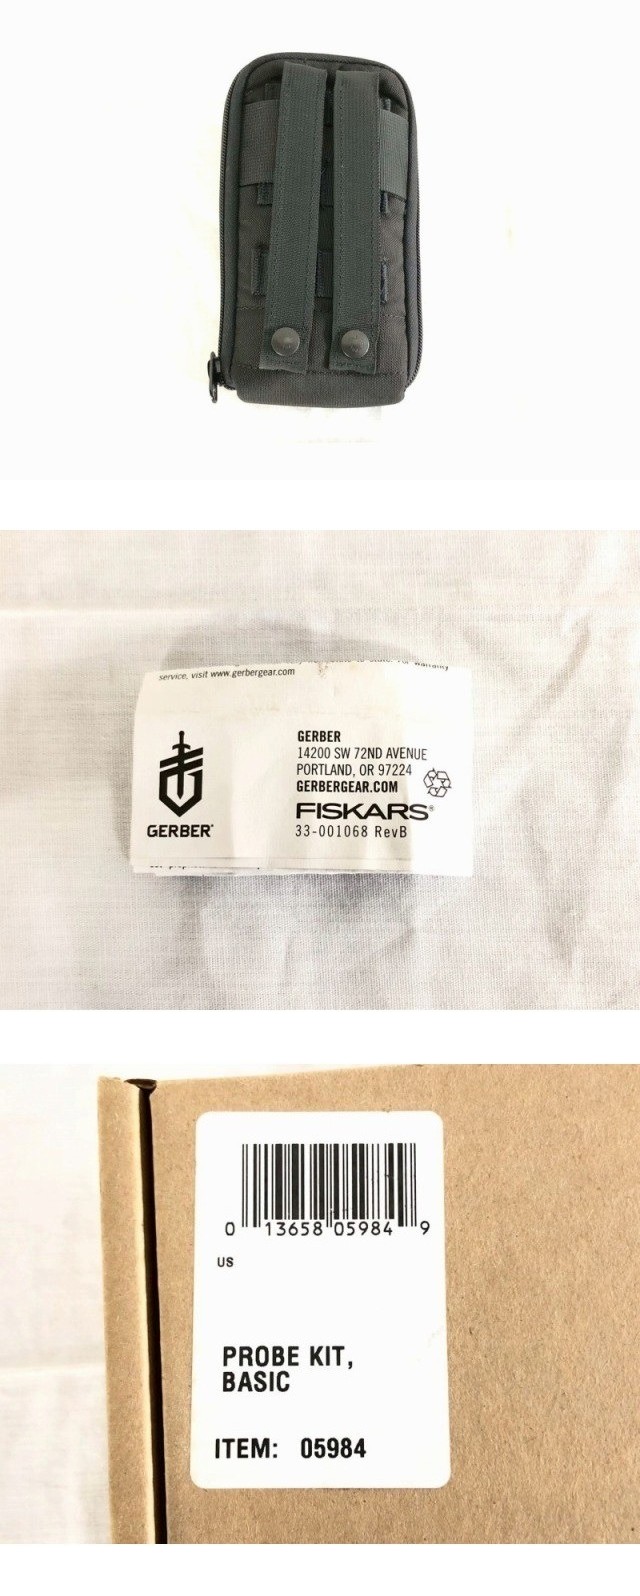 service, visit www.gerbergear.com
warranty
GERBER
14200 SW 72ND AVENUE
PORTLAND, OR 97224
GERBERGEAR.COM
FISKARS®
33-001068 RevB
GERBER®
0 13658 05984 9
US
PROBE KIT,
BASIC
ITEM: 05984